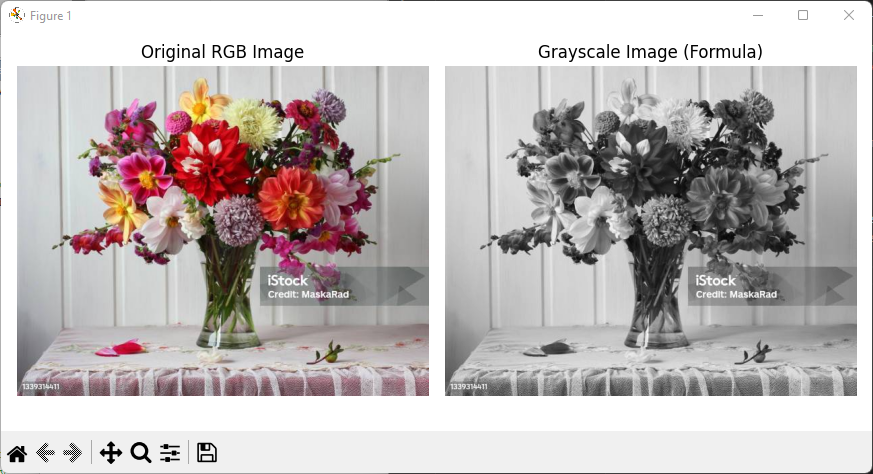 Figure 1
Original RGB Image
Grayscale Image (Formula)
iStock
Credit: MaskaRad
iStock
Credit: MaskaRad
1339314411
1339314411